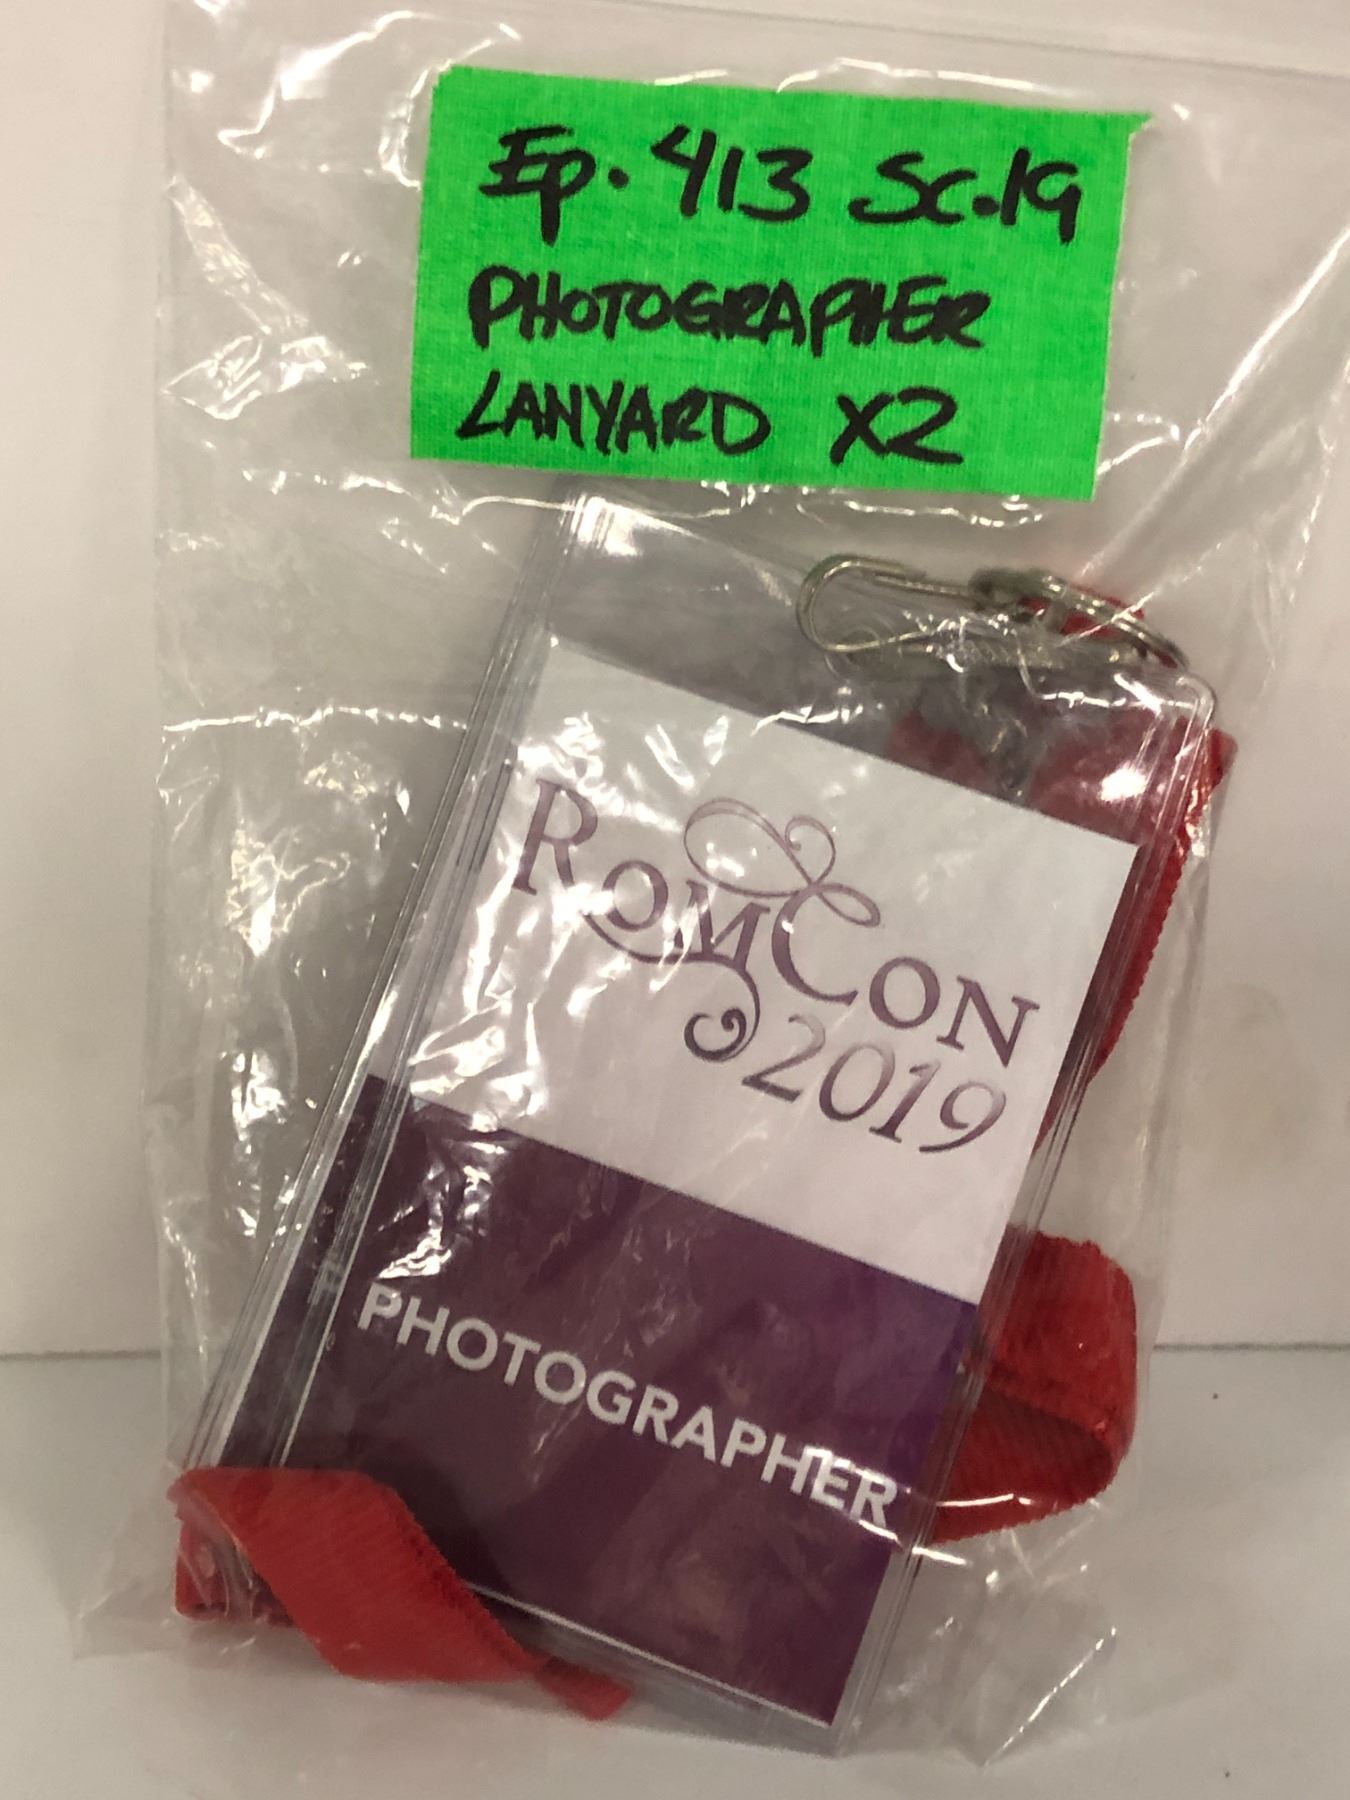 Ep. 413 Sc.19
PHOTOGRAPHER
LANYARD X2
ROMCON
2019
PHOTOGRAPHER